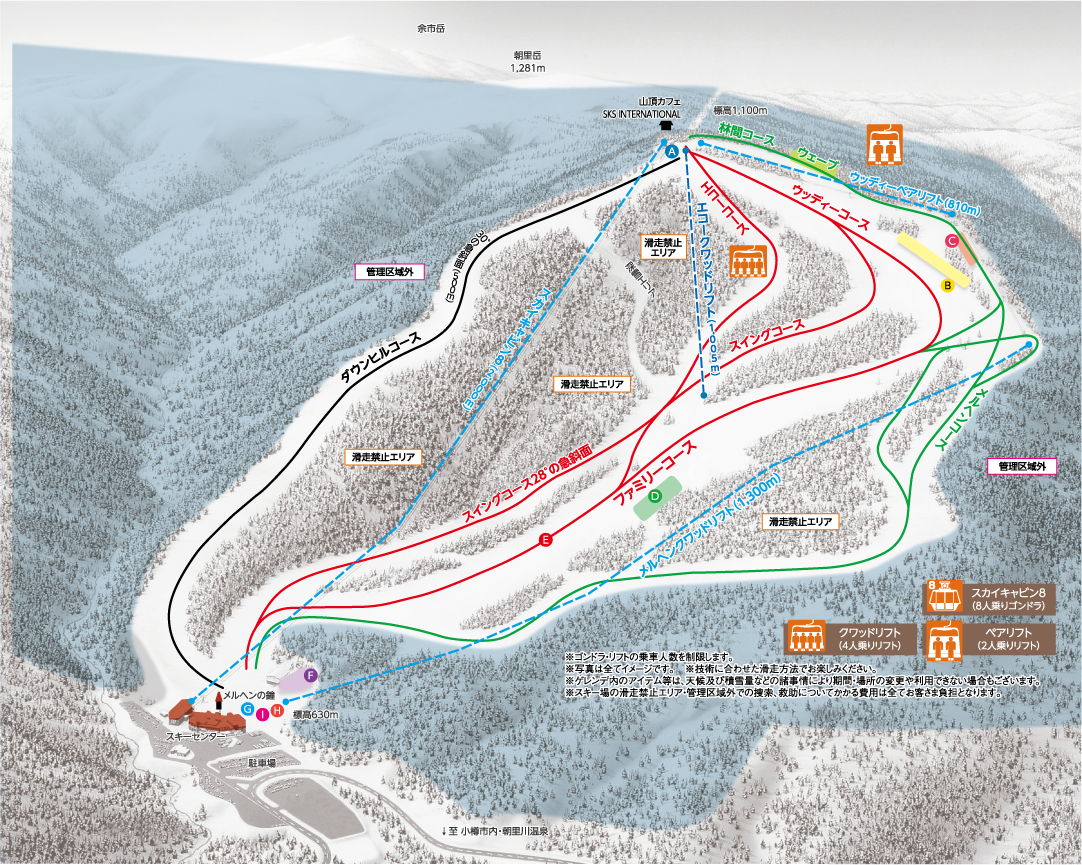 余市岳
朝里岳
1,281m
山頂カフェ
SKS INTERNATIONAL
標高1,100m
A
林間コース
ウェーブ
ウッディーペアリフト(810m)
エコーコース
ウッディーコース
C
B
エコークワッドリフト(1,005m)
滑走禁止
エリア
30°の急斜面(500m)
管理区域外
ダウンヒルコース
スカイキャビン8(2,000m)
スイングコース
滑走禁止エリア
メルヘンコース
滑走禁止エリア
スイングコース28°の急斜面
ファミリーコース
管理区域外
D
メルヘンクワッドリフト(1,300m)
滑走禁止エリア
E
8
スカイキャビン8
(8人乗りゴンドラ)
クワッドリフト
(4人乗りリフト)
ペアリフト
(2人乗りリフト)
※ゴンドラ・リフトの乗車人数を制限します。
※写真は全てイメージです。 ※技術に合わせた滑走方法でお楽しみください。
※ゲレンデ内のアイテム等は、天候及び積雪量などの諸事情により期間・場所の変更や利用できない場合もございます。
※スキー場の滑走禁止エリア・管理区域外での捜索、救助についてかかる費用は全てお客さま負担となります。
F
メルヘンの鐘
G
I
H
標高630m
スキーセンター
駐車場
↓至 小樽市内・朝里川温泉